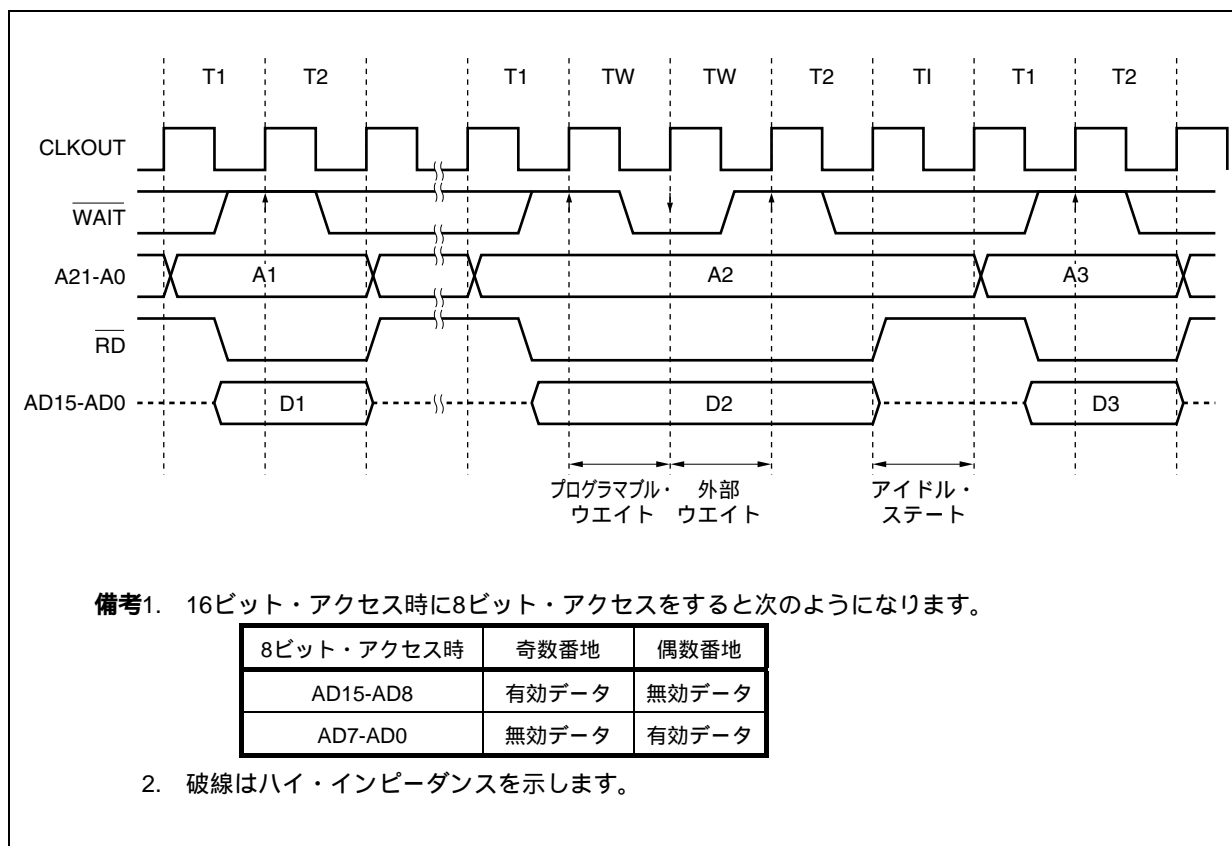 T1 T2 T1 TW TW T2 TI T1 T2
CLKOUT
WAIT
A21-A0 A1 A2 A3
RD
AD15-AD0 D1 D2 D3
プログラマブル・ 外部 アイドル・
ウエイト ウエイト ステート
備考1. 16ビット・アクセス時に8ビット・アクセスをすると次のようになります。
8ビット・アクセス時 奇数番地 偶数番地
AD15-AD8 有効データ 無効データ
AD7-AD0 無効データ 有効データ
2. 破線はハイ・インピーダンスを示します。